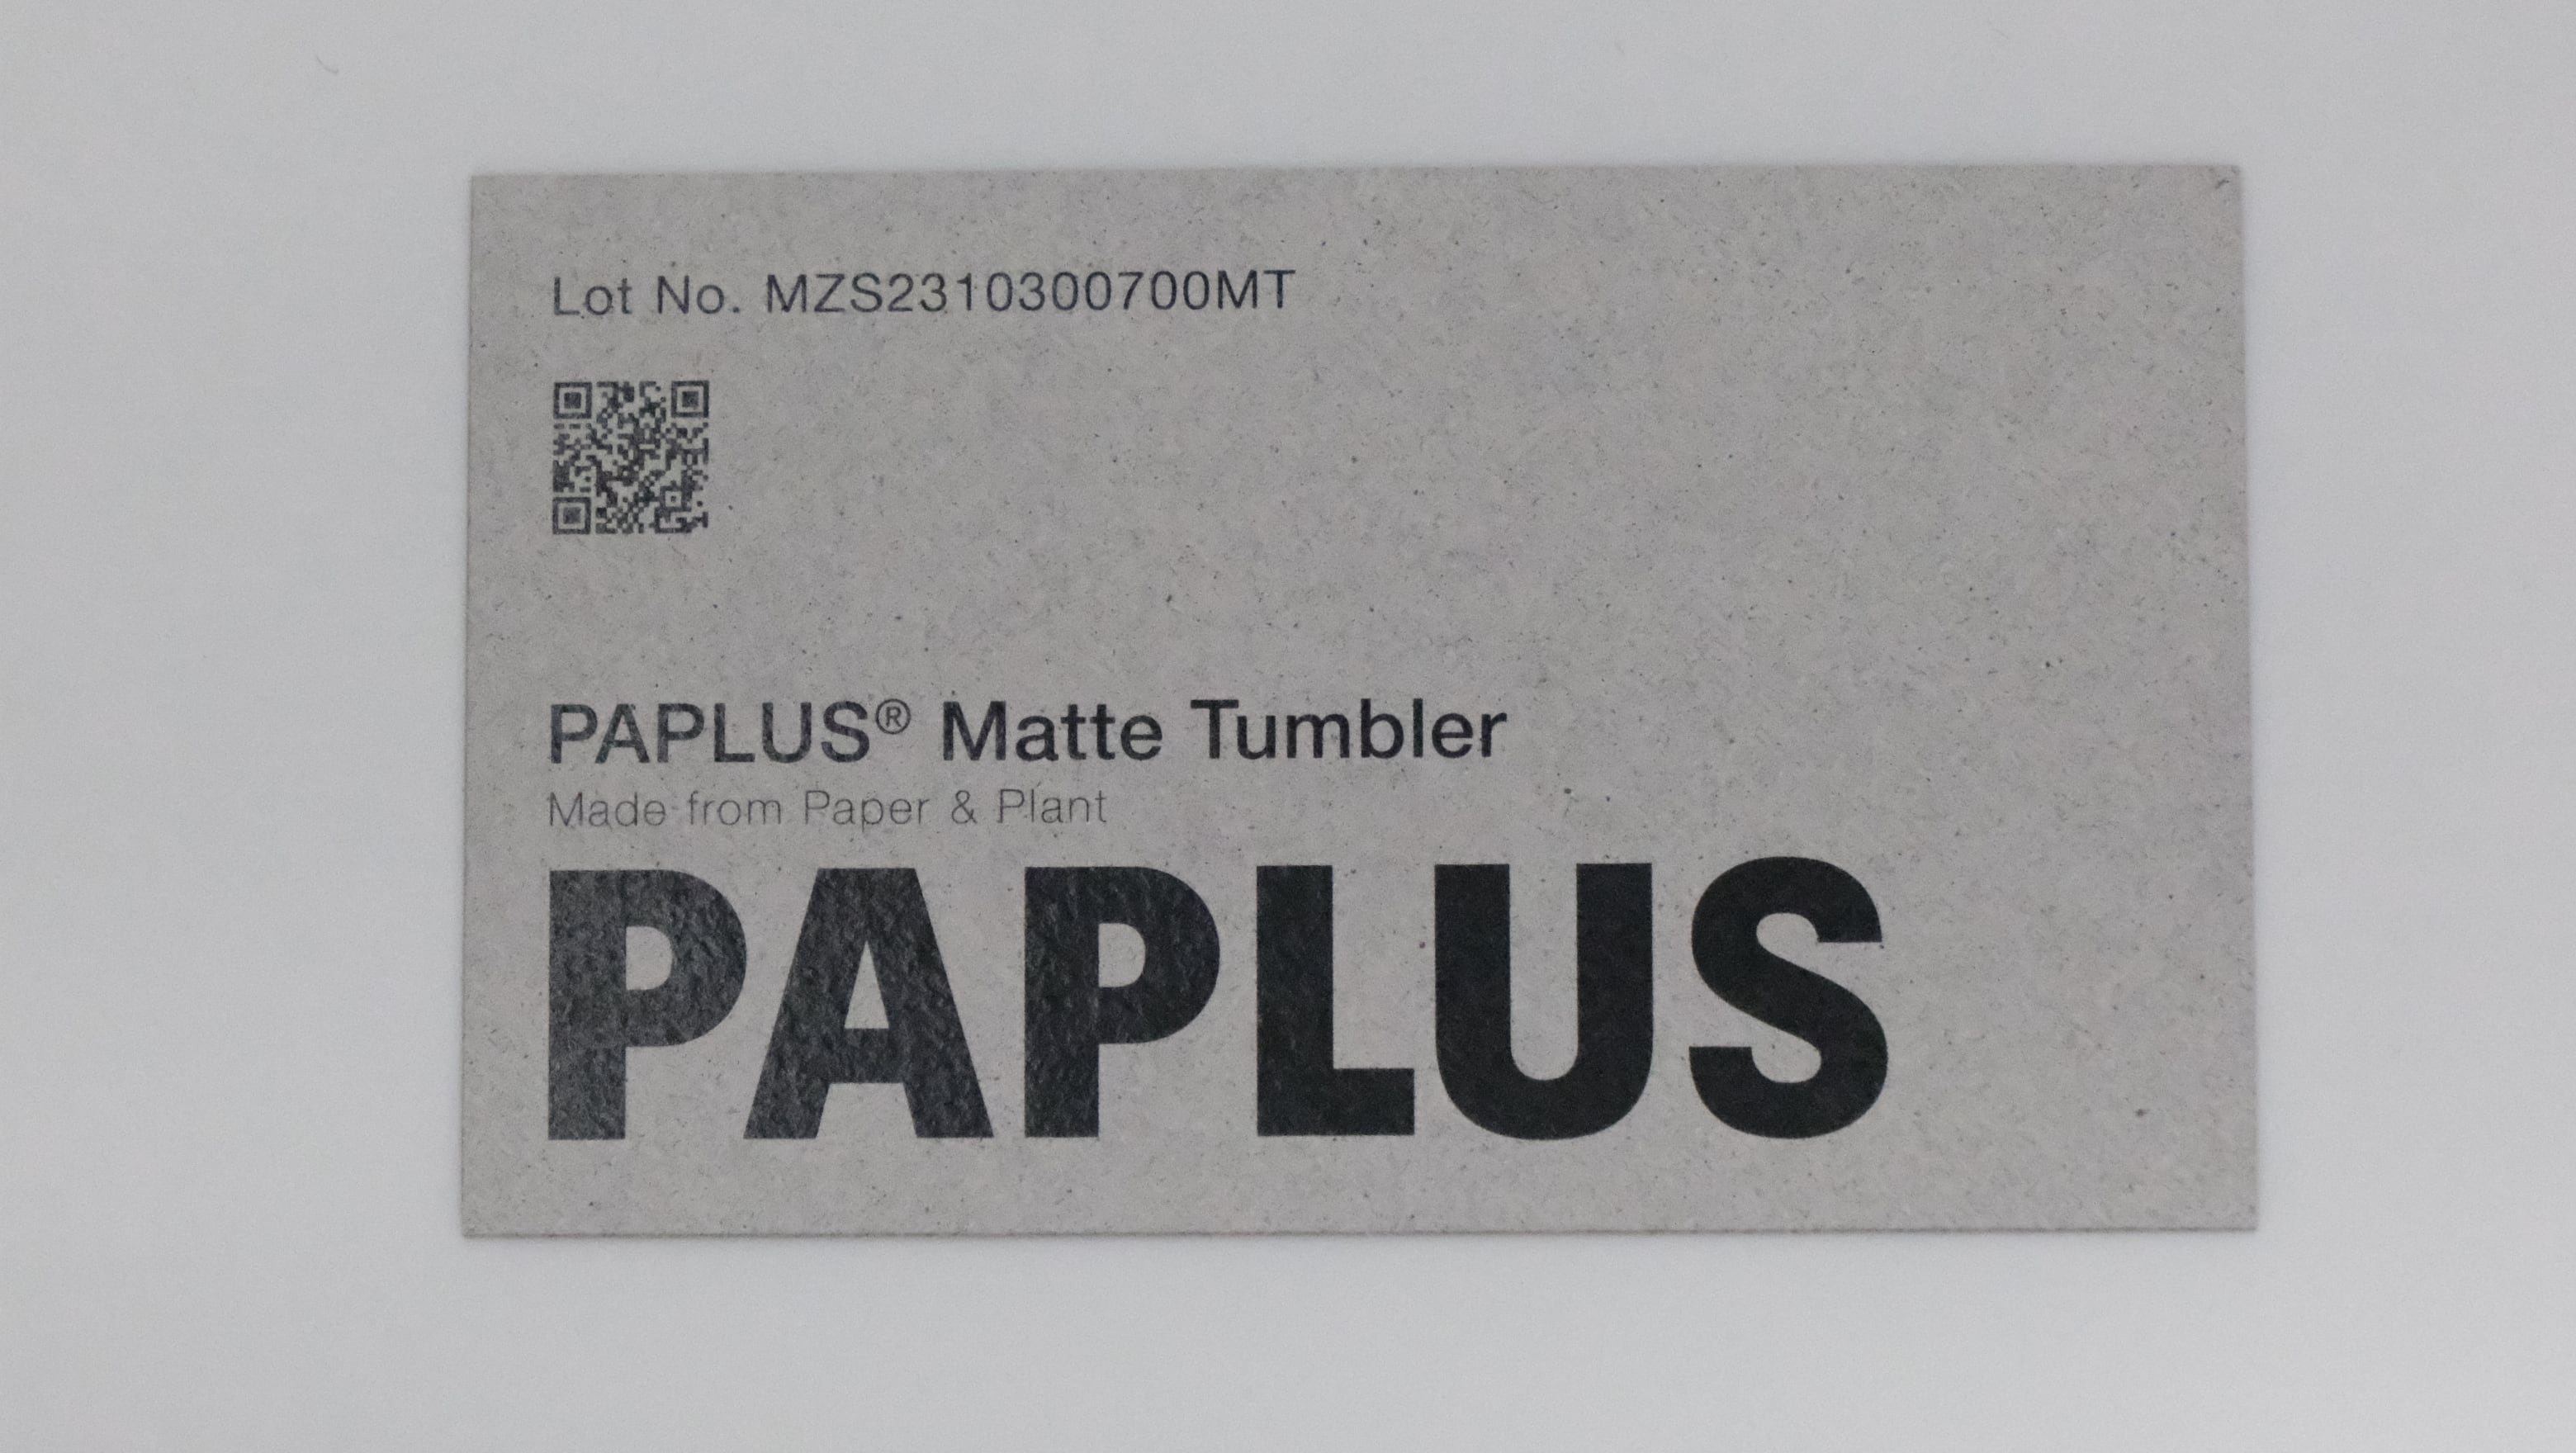 Lot No. MZS2310300700MT
PAPLUS® Matte Tumbler
Made from Paper & Plant
PAPLUS